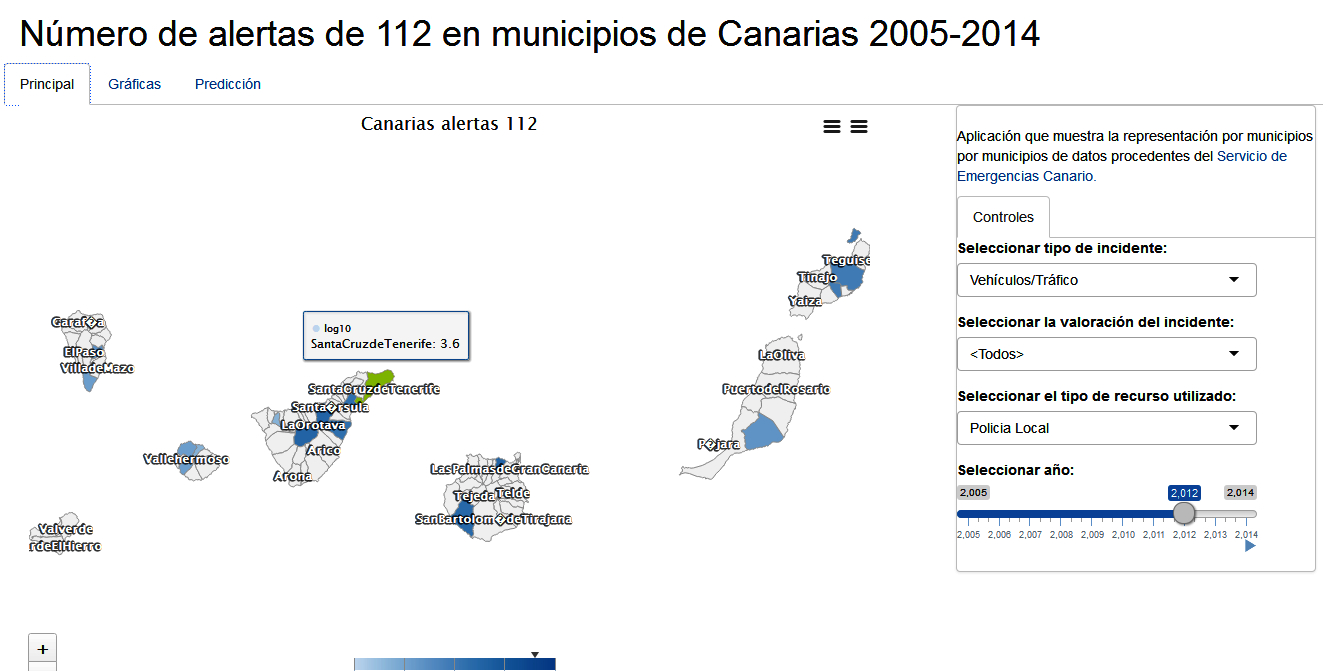 Número de alertas de 112 en municipios de Canarias 2005-2014
Principal Gráficas Predicción
Canarias alertas 112
Aplicación que muestra la representación por municipios
por municipios de datos procedentes del Servicio de
Emergencias Canario.
Controles
Seleccionar tipo de incidente:
Vehículos/Tráfico
Seleccionar la valoración del incidente:
<Todos>
Seleccionar el tipo de recurso utilizado:
Policia Local
Seleccionar año:
2,005 2,012 2,014
2,005 2,006 2,007 2,008 2,009 2,010 2,011 2,012 2,013 2,014
Teguise
Tinajo
Yaiza
Garaf�a
ElPaso
VilladeMazo
log10
SantaCruzdeTenerife: 3.6
LaOliva
PuertodelRosario
P�jara
SantaCruzdeTenerife
Santa�rsula
LaOrotava
Arico
Arona
Vallehermoso
LasPalmasdeGranCanaria
Tejeda
Telde
SanBartolom�deTirajana
Valverde
rdeElHierro
+